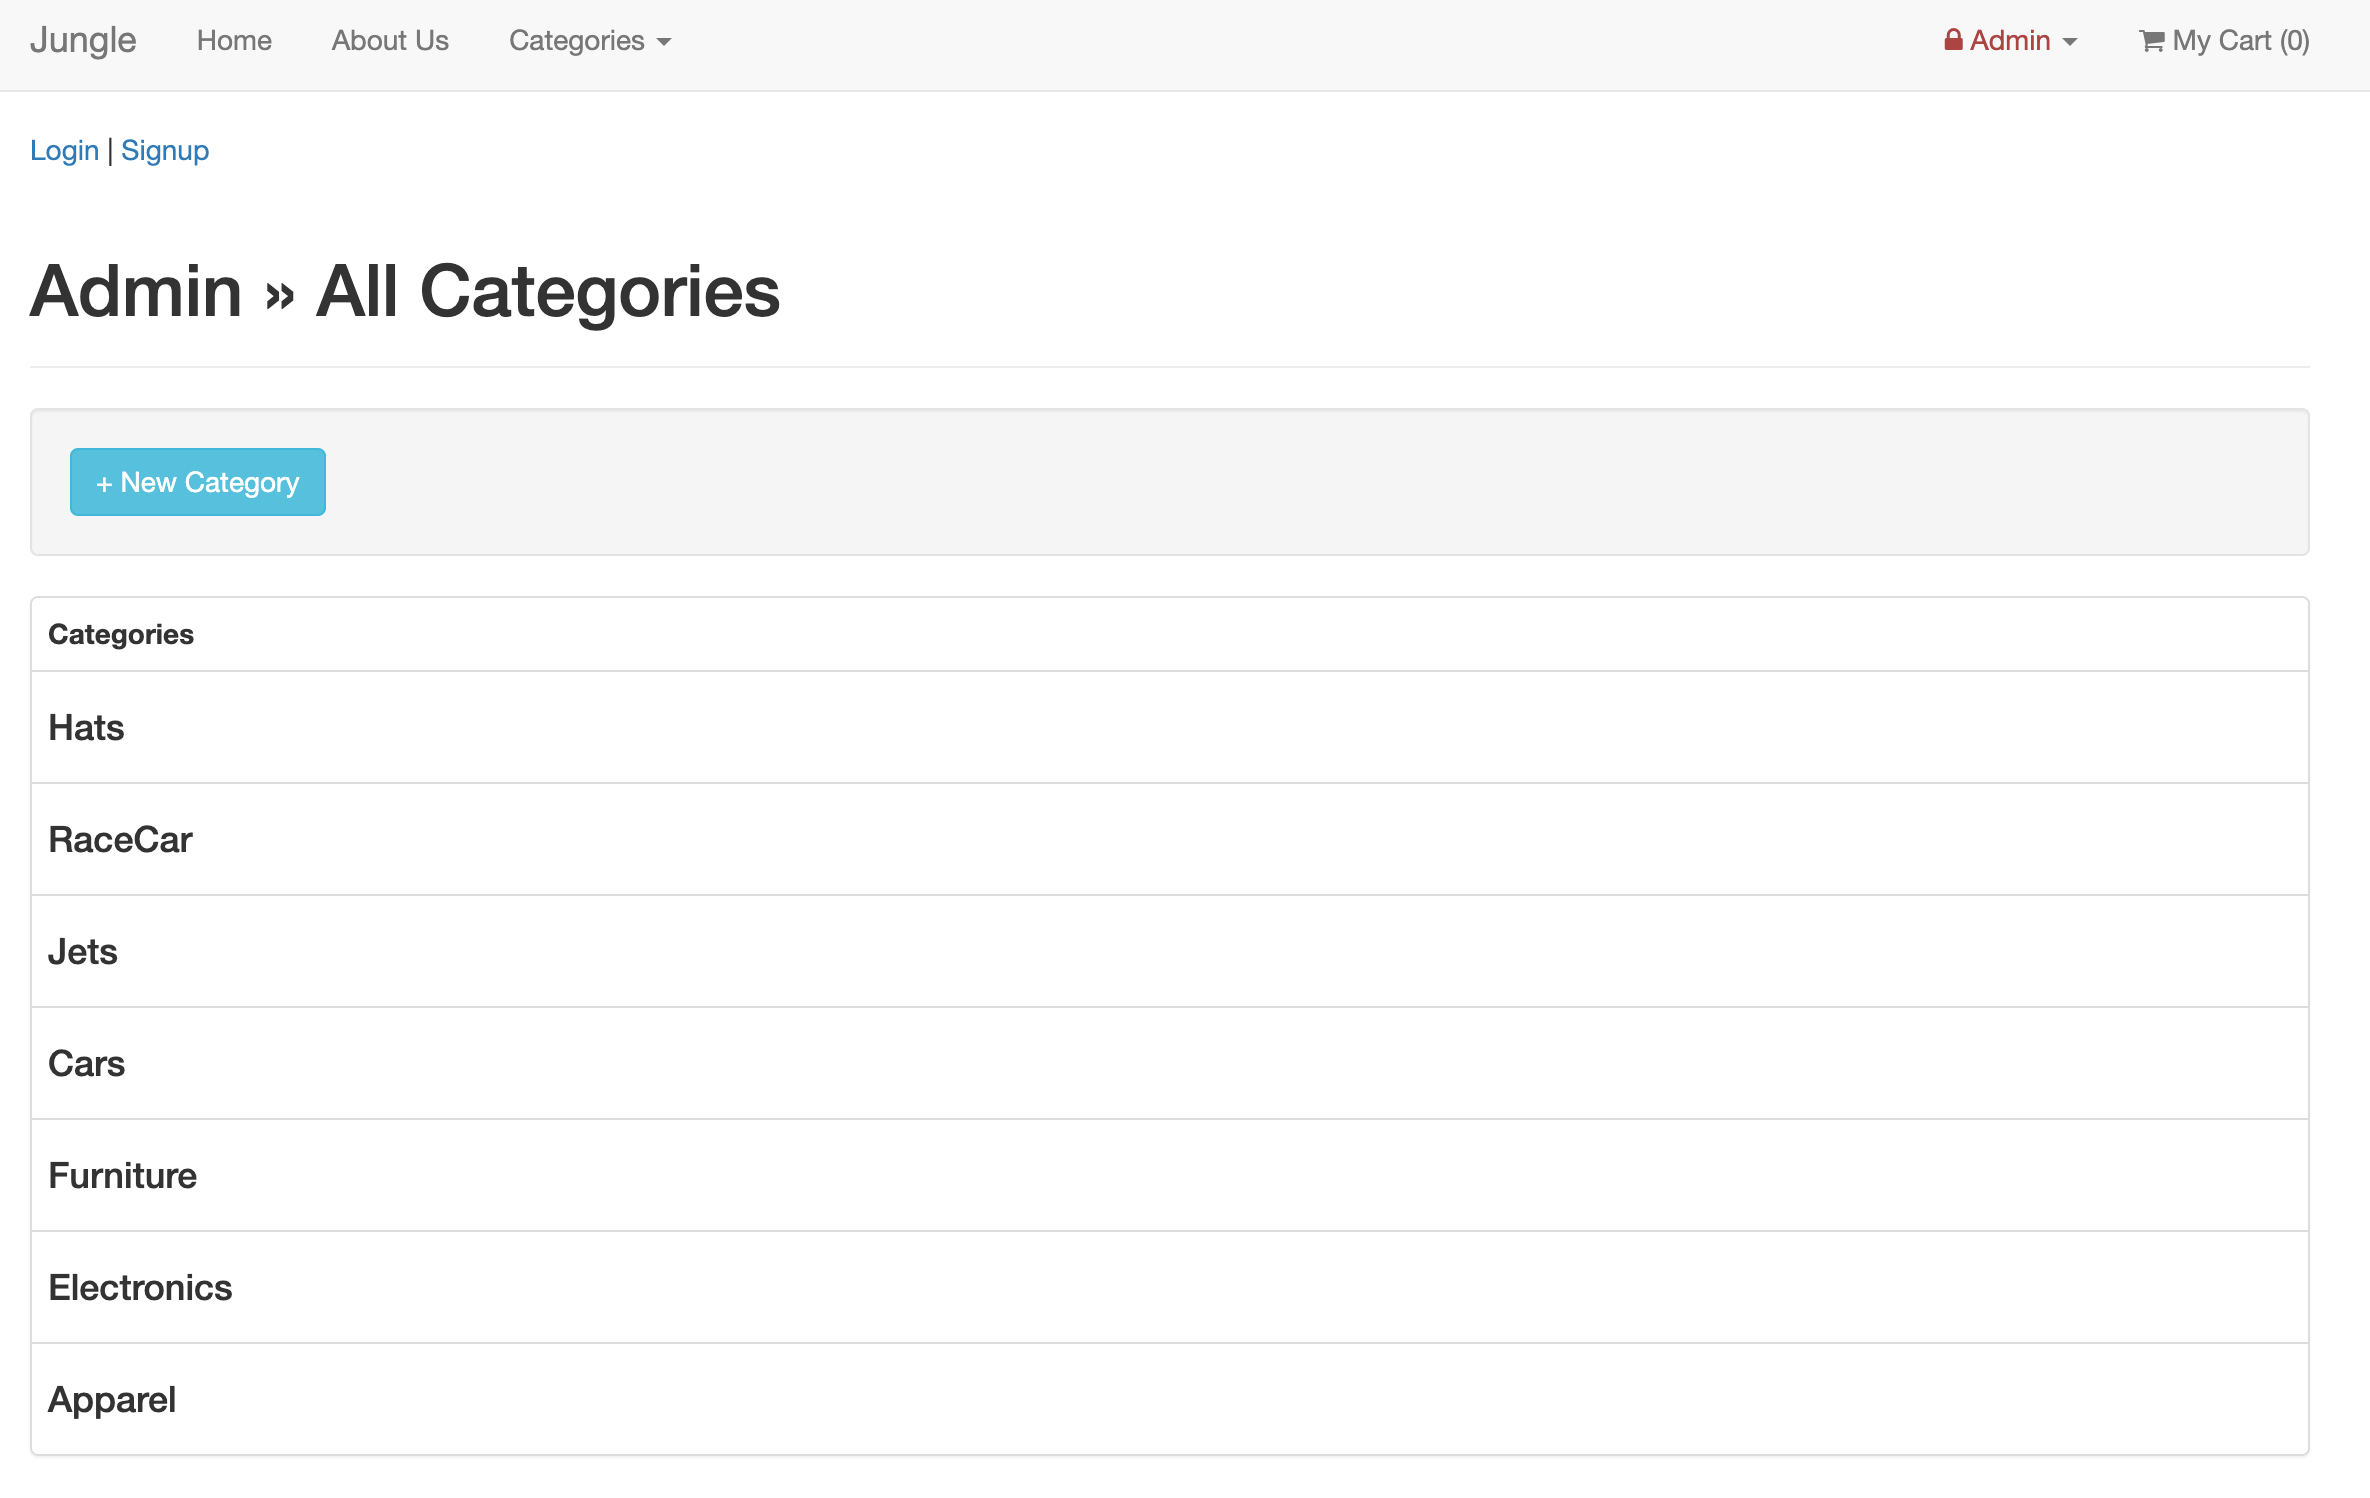 Jungle Home About Us Categories Admin My Cart (0)
Login | Signup
Admin » All Categories
+ New Category
Categories
Hats
RaceCar
Jets
Cars
Furniture
Electronics
Apparel